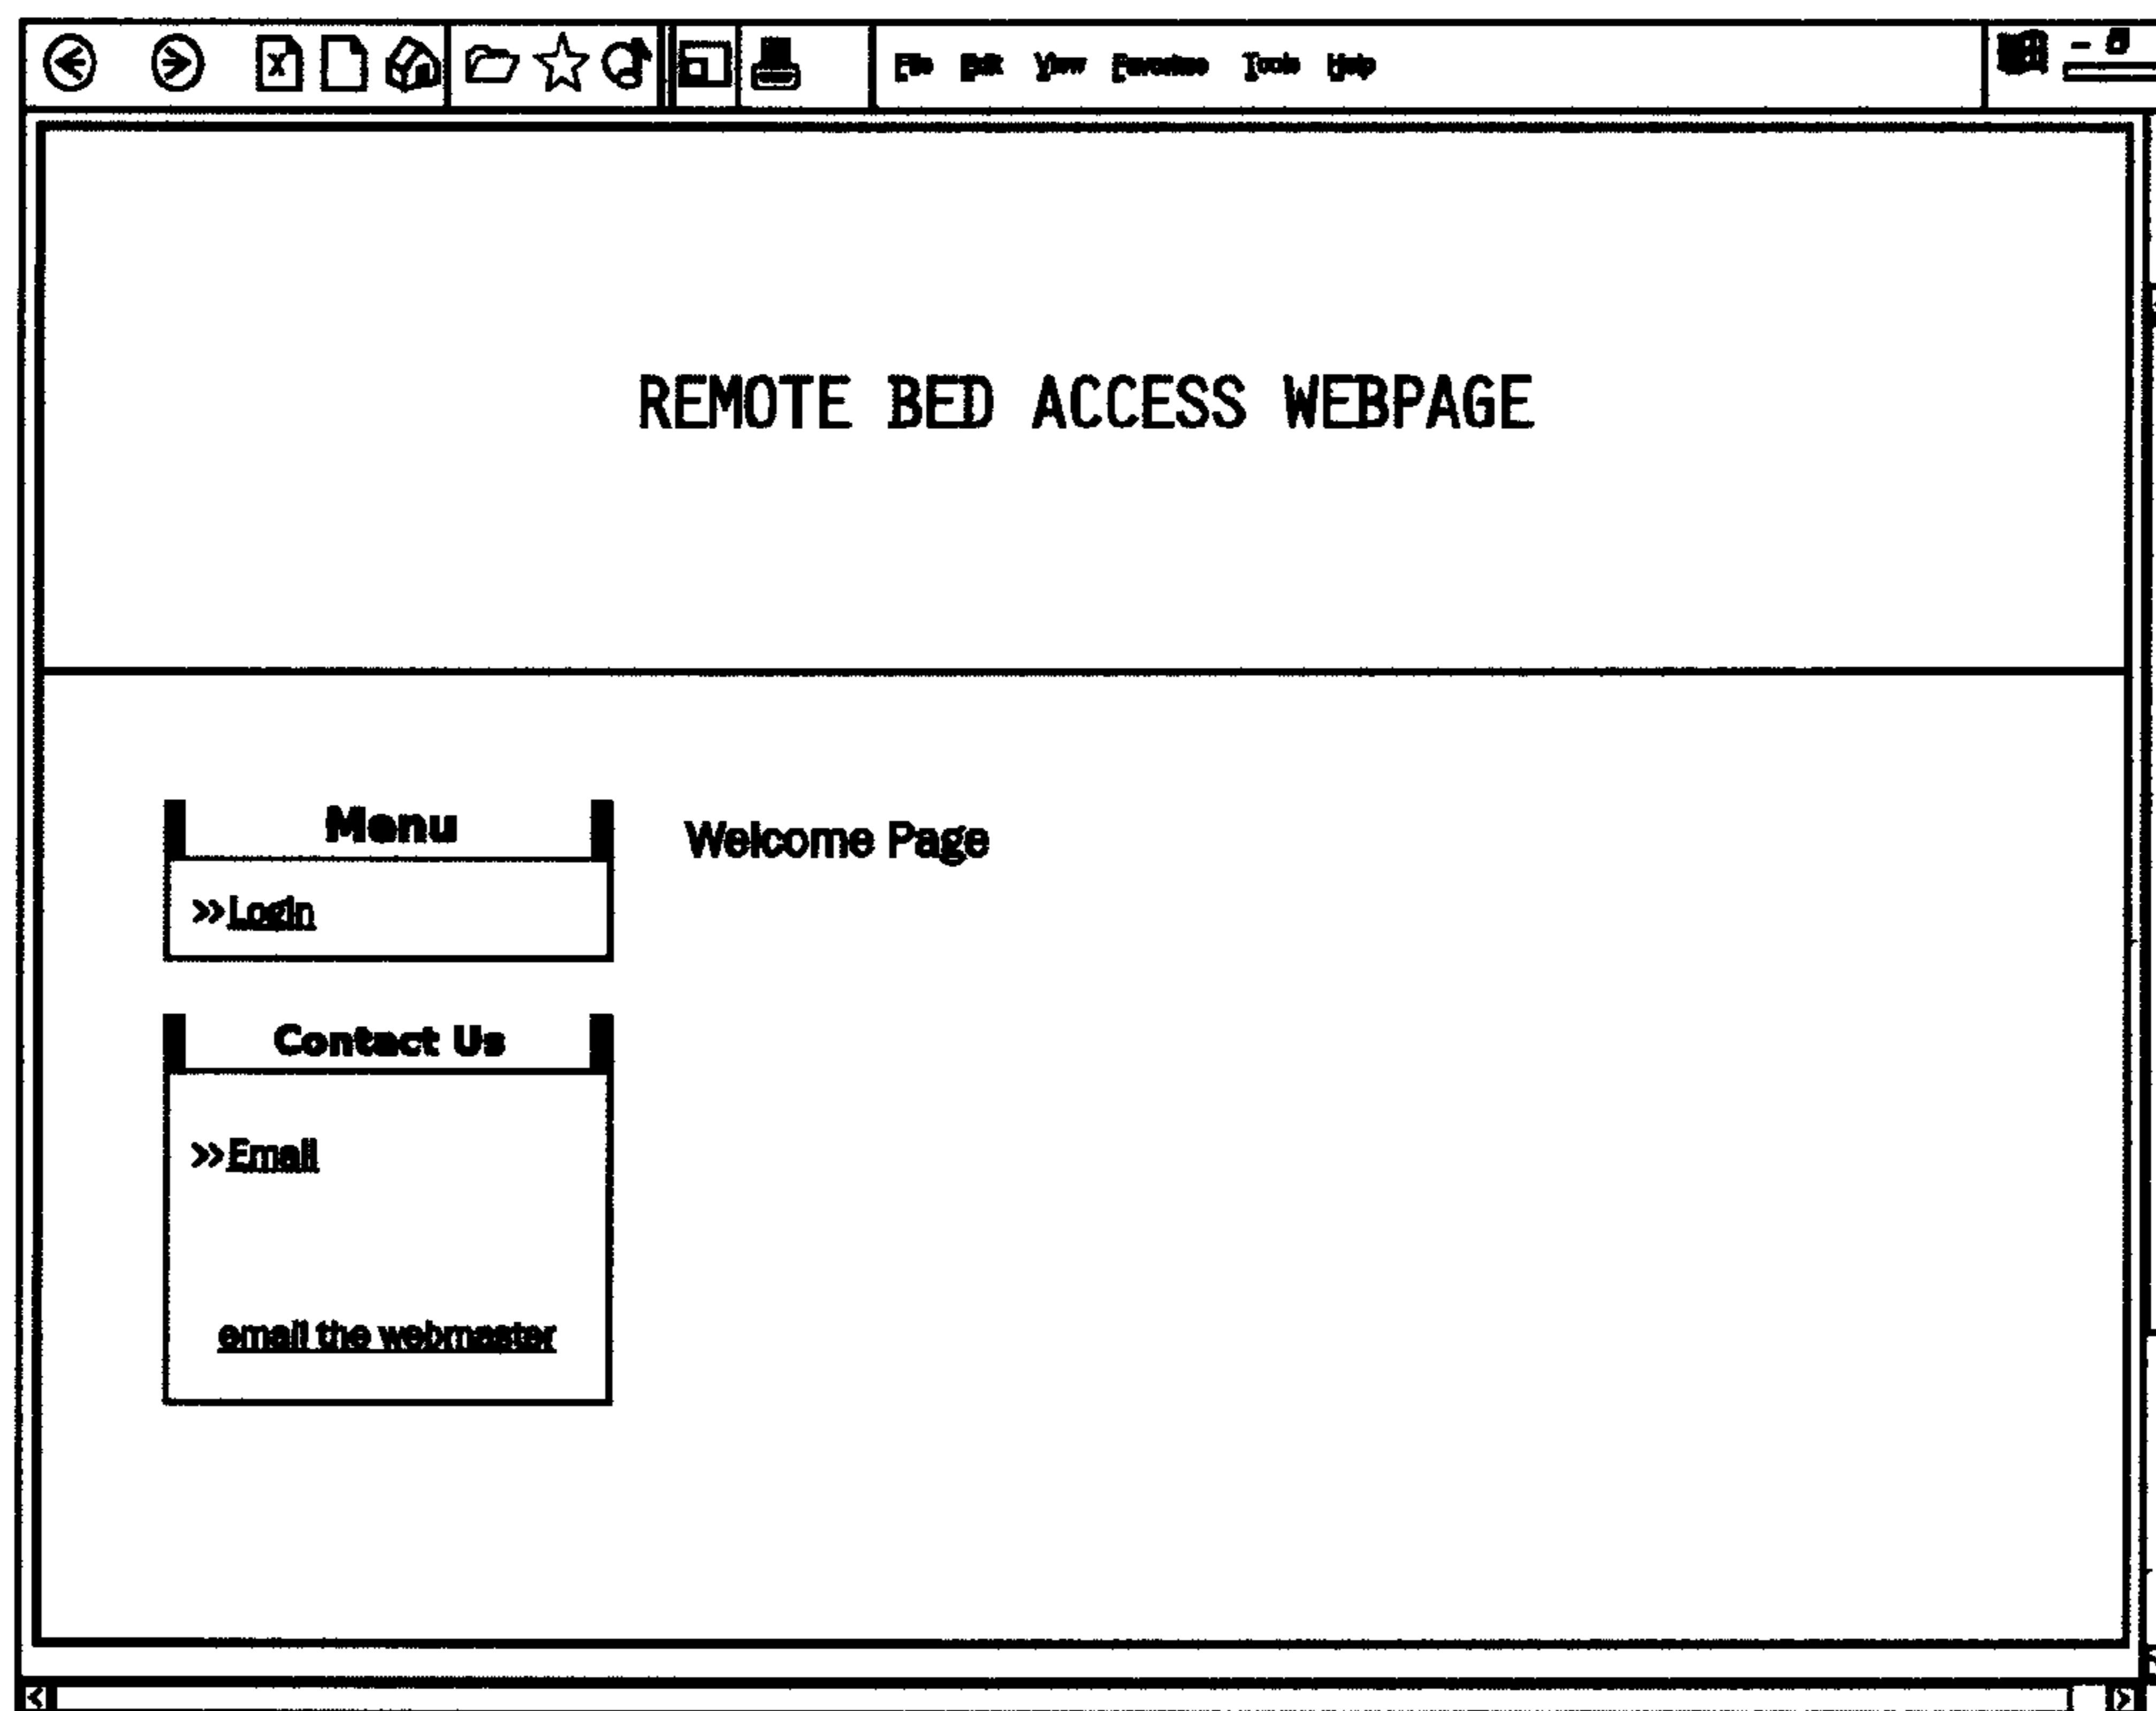 File Edit View Favorites Tools Help
REMOTE BED ACCESS WEBPAGE
Menu
Welcome Page
>>Login
Contact Us
>>Email
email the webmaster